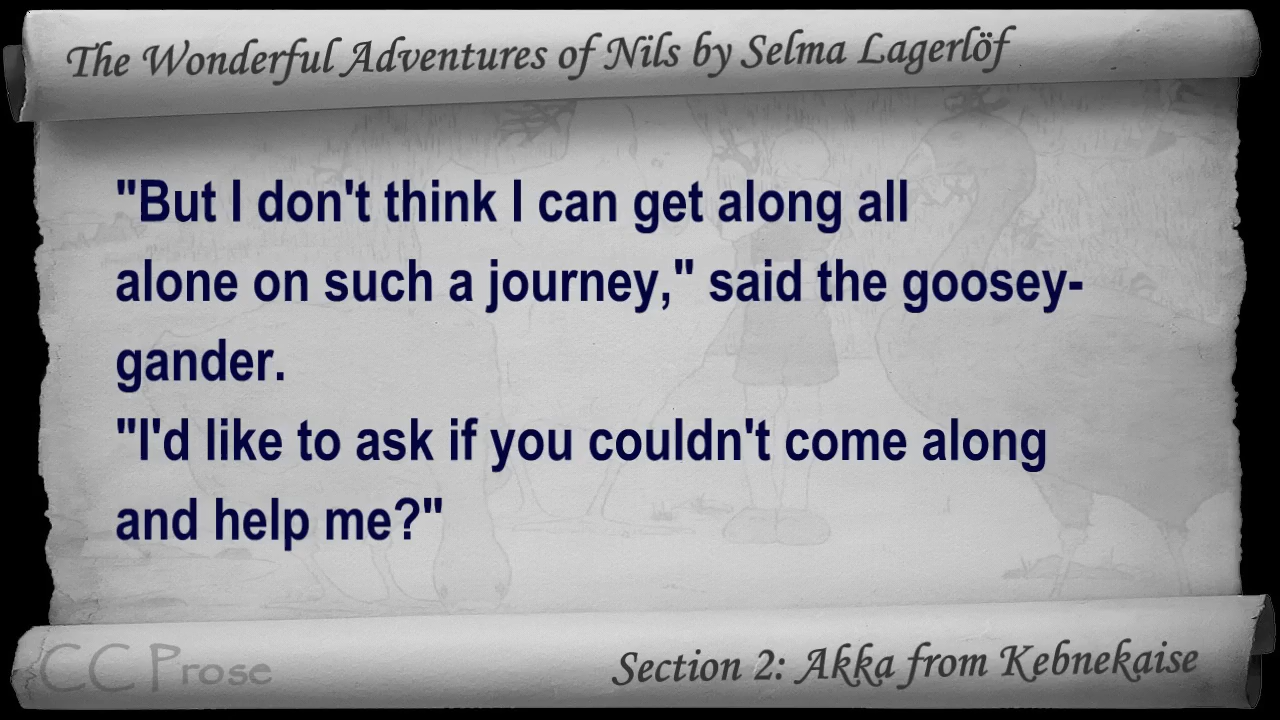 The Wonderful Adventures of Nils by Selma Lagerlöf
"But I don't think I can get along all
alone on such a journey," said the goosey-
gander.
"I'd like to ask if you couldn't come along
and help me?"
CC Prose
Section 2: Akka from Kebnekaise